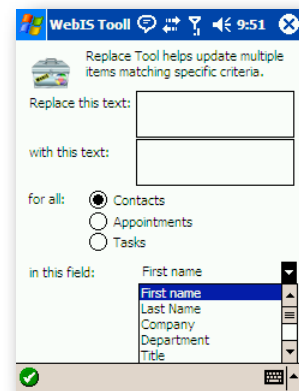 WebIS Tooll 9:51
Replace Tool helps update multiple
items matching specific criteria.
Replace this text:
with this text:
for all: Contacts
Appointments
Tasks
in this field: First name
First name
Last Name
Company
Department
Title